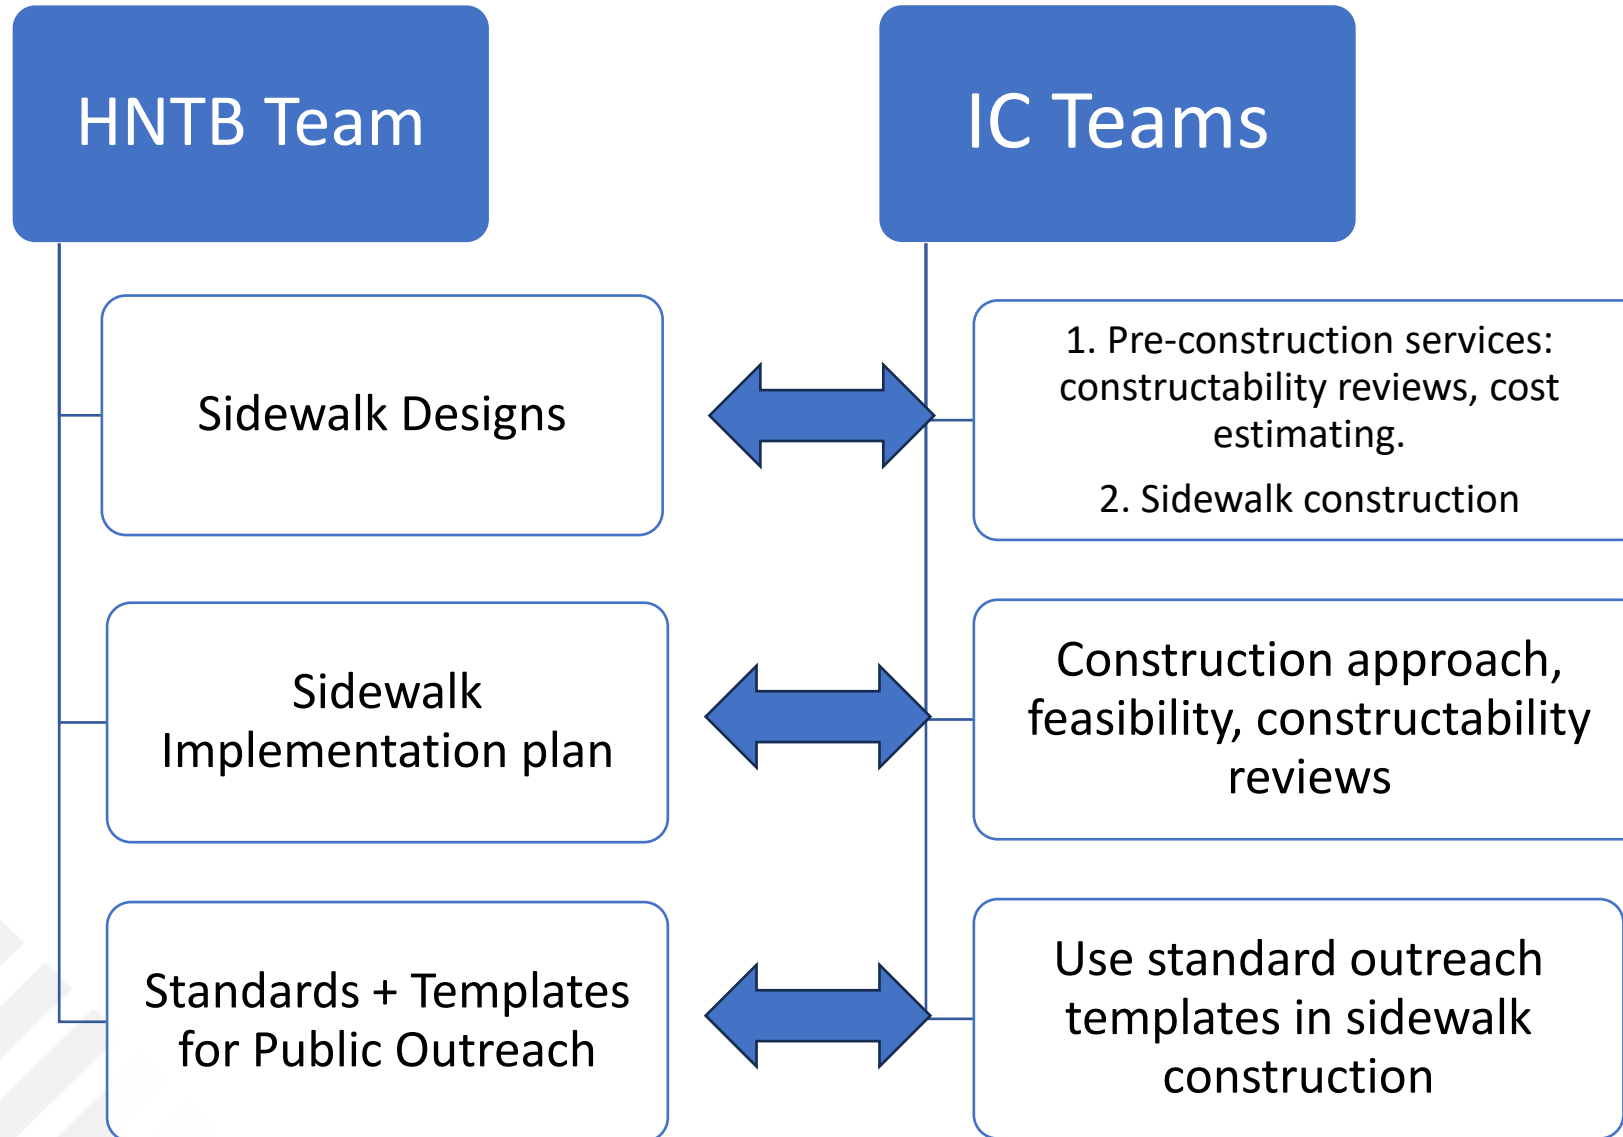 HNTB Team
IC Teams
Sidewalk Designs
1. Pre-construction services:
constructability reviews, cost
estimating.
2. Sidewalk construction
Sidewalk
Implementation plan
Construction approach,
feasibility, constructability
reviews
Standards + Templates
for Public Outreach
Use standard outreach
templates in sidewalk
construction